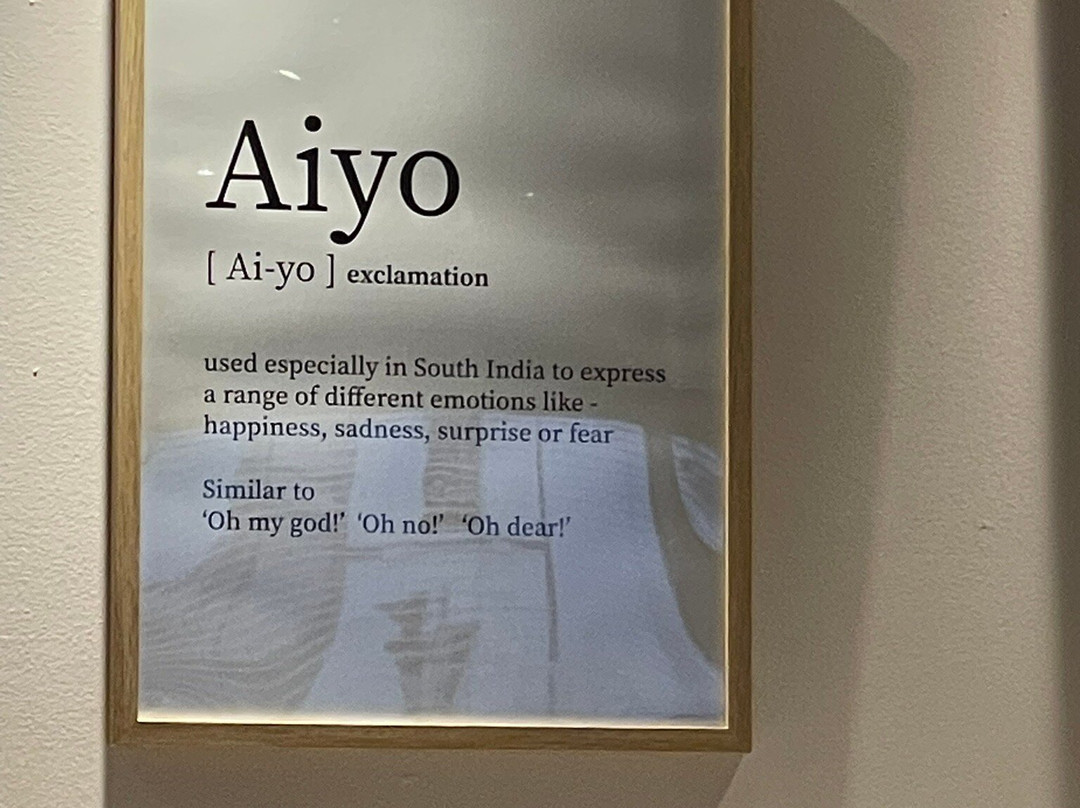 Aiyo
[ Ai-yo ] exclamation
used especially in South India to express
a range of different emotions like -
happiness, sadness, surprise or fear
Similar to
‘Oh my god!’ ‘Oh no!’ ‘Oh dear!’